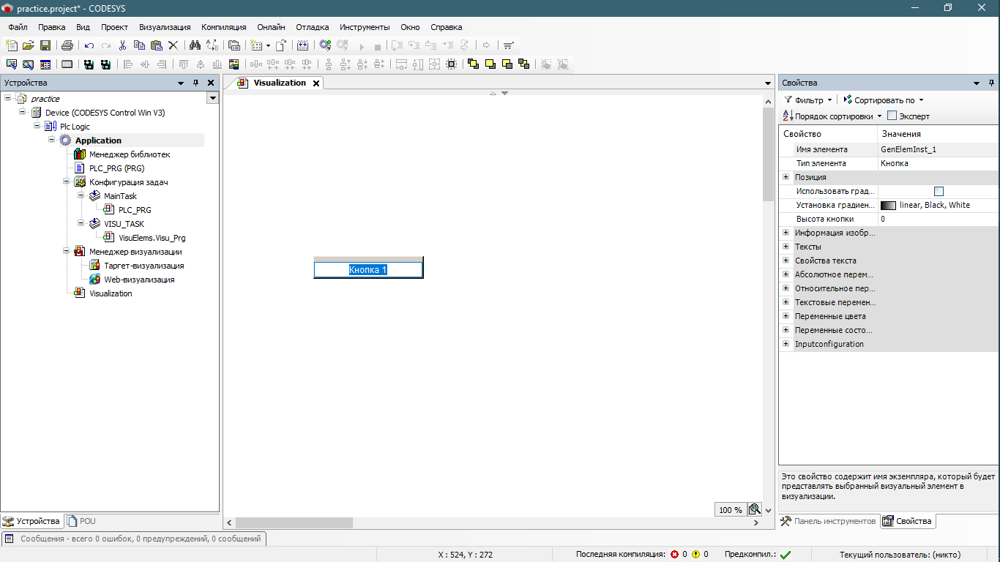 practice.project* - CODESYS
Файл Правка Вид Проект Визуализация Компиляция Онлайн Отладка Инструменты Окно Справка
Устройства
practice
Device (CODESYS Control Win V3)
Plc Logic
Application
Менеджер библиотек
PLC_PRG (PRG)
Конфигурация задач
MainTask
PLC_PRG
VISU_TASK
VisuElems.Visu_Prg
Менеджер визуализации
Таргет-визуализация
Web-визуализация
Visualization
Устройства POU
Visualization
Кнопка 1
100 %
Свойства
Фильтр Сортировать по
Порядок сортировки Эксперт
Свойство Значения
Имя элемента GenElemInst_1
Тип элемента Кнопка
Позиция
Использовать град...
Установка градиен... linear, Black, White
Высота кнопки 0
Информация изобр...
Тексты
Свойства текста
Абсолютное перем...
Относительное пер...
Текстовые перемен...
Переменные цвета
Переменные состо...
Inputconfiguration
Это свойство содержит имя экземпляра, который будет
представлять выбранный визуальный элемент в
визуализации.
Панель инструментов Свойства
Сообщения - всего 0 ошибок, 0 предупреждений, 0 сообщений
X : 524, Y : 272 Последняя компиляция: 0 0 Предкомпил.: Текущий пользователь: (никто)